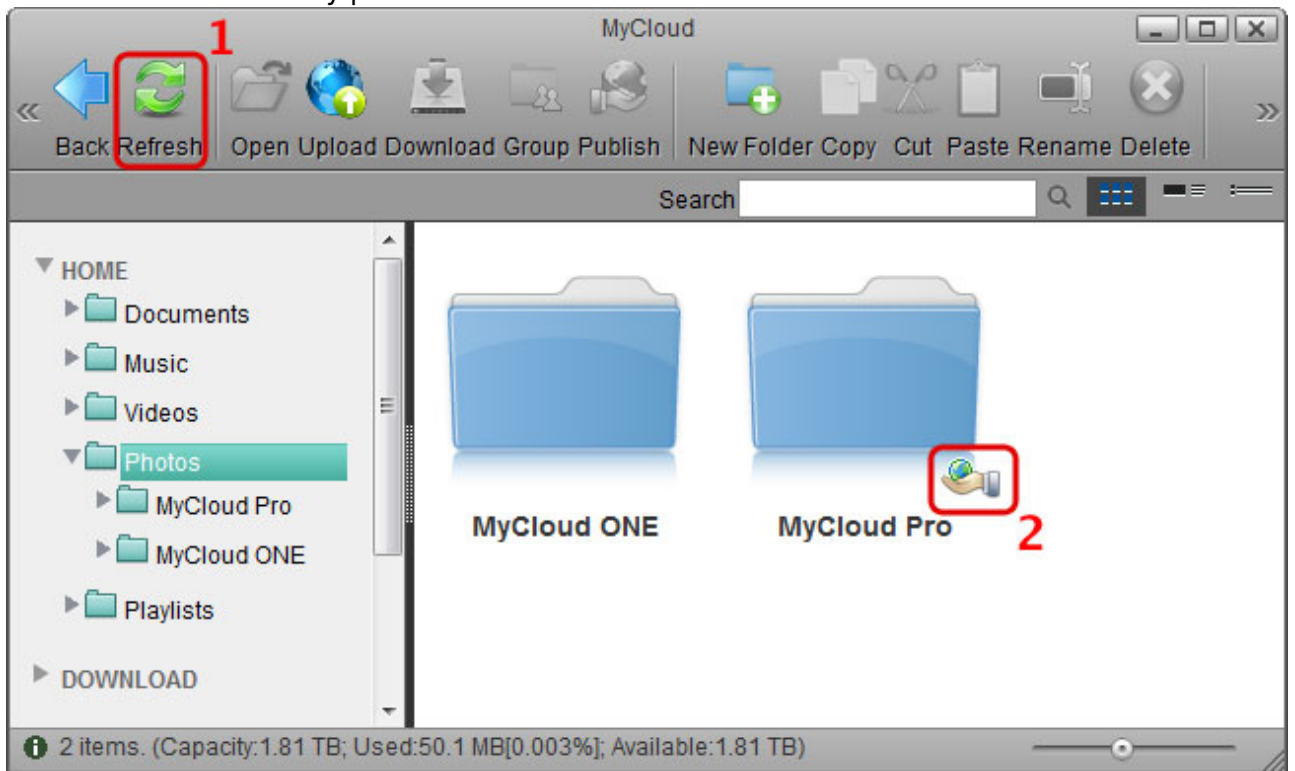 MyCloud
1
Back Refresh Open Upload Download Group Publish New Folder Copy Cut Paste Rename Delete
Search
HOME
Documents
Music
Videos
Photos
MyCloud Pro
MyCloud ONE
Playlists
DOWNLOAD
MyCloud ONE
MyCloud Pro
2
2 items. (Capacity:1.81 TB; Used:50.1 MB[0.003%]; Available:1.81 TB)